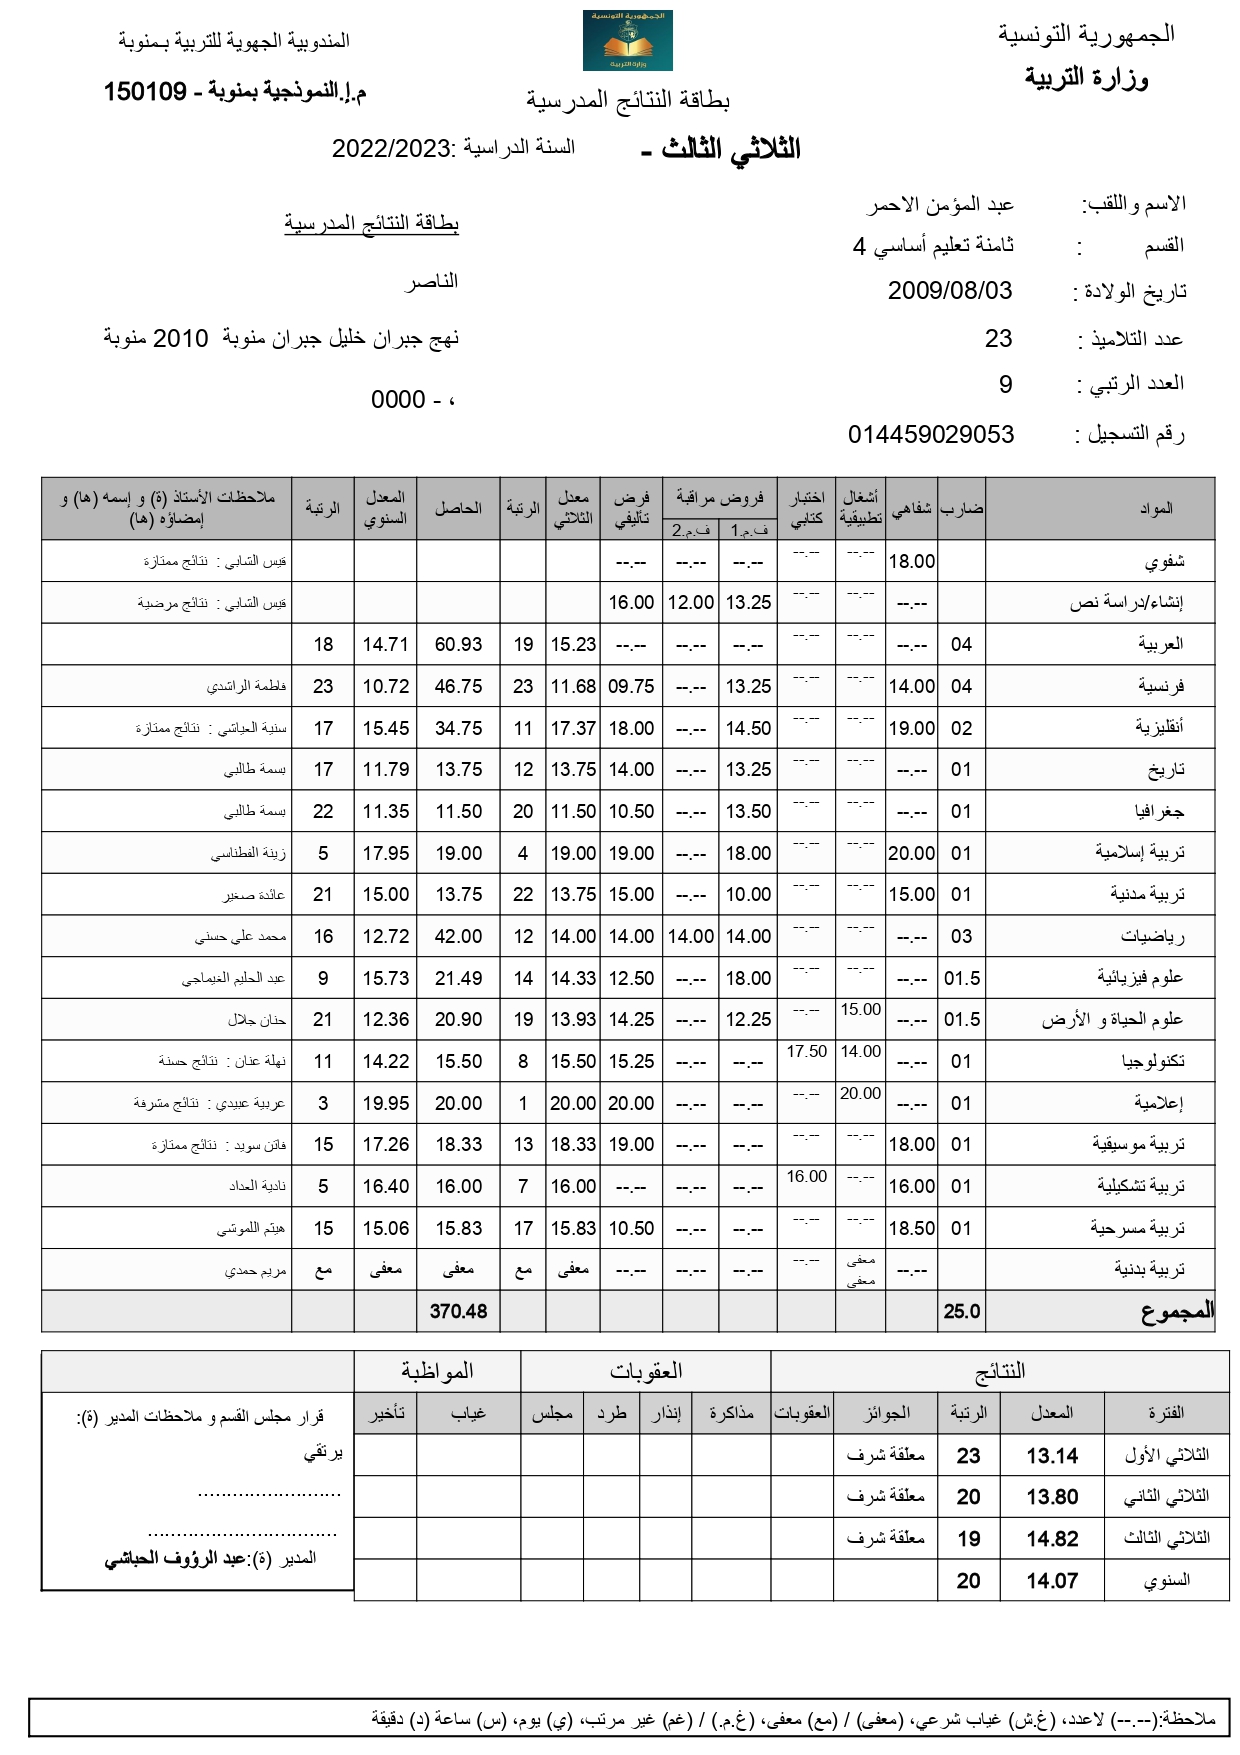 الجمهورية التونسية
وزارة التربية
الجمهورية التونسية
وزارة التربية
المندوبية الجهوية للتربية بـمنوبة
م.إ.النموذجية بمنوبة - 150109
بطاقة النتائج المدرسية
الثلاثي الثالث -
السنة الدراسية :2022/2023
الاسم واللقب: عبد المؤمن الاحمر
القسم : ثامنة تعليم أساسي 4
تاريخ الولادة : 2009/08/03
عدد التلاميذ : 23
العدد الرتبي : 9
رقم التسجيل : 014459029053
بطاقة النتائج المدرسية
الناصر
نهج جبران خليل جبران منوبة 2010 منوبة
، - 0000
المواد ضارب شفاهي أشغال تطبيقية اختبار كتابي فروض مراقبة ف.م.1 ف.م.2 فرض تأليفي معدل الثلاثي الرتبة الحاصل المعدل السنوي الرتبة ملاحظات الأستاذ (ة) و إسمه (ها) و إمضاؤه (ها)
شفوي 18.00 --.-- --.-- --.-- --.-- --.-- قيس الشابي : نتائج ممتازة
إنشاء/دراسة نص --.-- --.-- --.-- 13.25 12.00 16.00 قيس الشابي : نتائج مرضية
العربية 04 --.-- --.-- --.-- --.-- --.-- --.-- 15.23 19 60.93 14.71 18
فرنسية 04 14.00 --.-- --.-- 13.25 --.-- 09.75 11.68 23 46.75 10.72 23 فاطمة الراشدي
أنقليزية 02 19.00 --.-- --.-- 14.50 --.-- 18.00 17.37 11 34.75 15.45 17 سنية العياشي : نتائج ممتازة
تاريخ 01 --.-- --.-- --.-- 13.25 --.-- 14.00 13.75 12 13.75 11.79 17 بسمة طالبي
جغرافيا 01 --.-- --.-- --.-- 13.50 --.-- 10.50 11.50 20 11.50 11.35 22 بسمة طالبي
تربية إسلامية 01 20.00 --.-- --.-- 18.00 --.-- 19.00 19.00 4 19.00 17.95 5 زينة الفطناسي
تربية مدنية 01 15.00 --.-- --.-- 10.00 --.-- 15.00 13.75 22 13.75 15.00 21 عائدة صغير
رياضيات 03 --.-- --.-- --.-- 14.00 14.00 14.00 14.00 12 42.00 12.72 16 محمد علي حسني
علوم فيزيائية 01.5 --.-- --.-- --.-- 18.00 --.-- 12.50 14.33 14 21.49 15.73 9 عبد الحليم الغيماجي
علوم الحياة و الأرض 01.5 --.-- 15.00 --.-- 12.25 --.-- 14.25 13.93 19 20.90 12.36 21 حنان جلال
تكنولوجيا 01 --.-- 14.00 17.50 --.-- --.-- 15.25 15.50 8 15.50 14.22 11 نهلة عنان : نتائج حسنة
إعلامية 01 --.-- 20.00 --.-- --.-- --.-- 20.00 20.00 1 20.00 19.95 3 عربية عبيدي : نتائج مشرفة
تربية موسيقية 01 18.00 --.-- --.-- --.-- --.-- 19.00 18.33 13 18.33 17.26 15 فاتن سويد : نتائج ممتازة
تربية تشكيلية 01 16.00 --.-- 16.00 --.-- --.-- --.-- 16.00 7 16.00 16.40 5 نادية العداد
تربية مسرحية 01 18.50 --.-- --.-- --.-- --.-- 10.50 15.83 17 15.83 15.06 15 هيثم اللموشي
تربية بدنية --.-- معفى معفى --.-- --.-- --.-- --.-- معفى مع معفى معفى مع مريم حمدي
المجموع 25.0 370.48
النتائج العقوبات المواظبة
الفترة المعدل الرتبة الجوائز العقوبات مذاكرة إنذار طرد مجلس غياب تأخير
الثلاثي الأول 13.14 23 معلّقة شرف
الثلاثي الثاني 13.80 20 معلّقة شرف
الثلاثي الثالث 14.82 19 معلّقة شرف
السنوي 14.07 20
قرار مجلس القسم و ملاحظات المدير (ة):
يرتقي
.........................
.................................
المدير (ة):عبد الرؤوف الحباشي
ملاحظة:(--.--) لاعدد، (غ.ش) غياب شرعي، (معفى) / (مع) معفى، (غ.م.) / (غم) غير مرتب، (ي) يوم، (س) ساعة (د) دقيقة